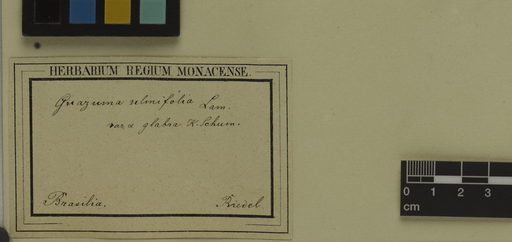 HERBARIUM REGIUM MONACENSE.
Guazuma ulmifolia Lam.
var α glabra K. Schum.
Brasilia. Riedel
0 1 2 3
cm